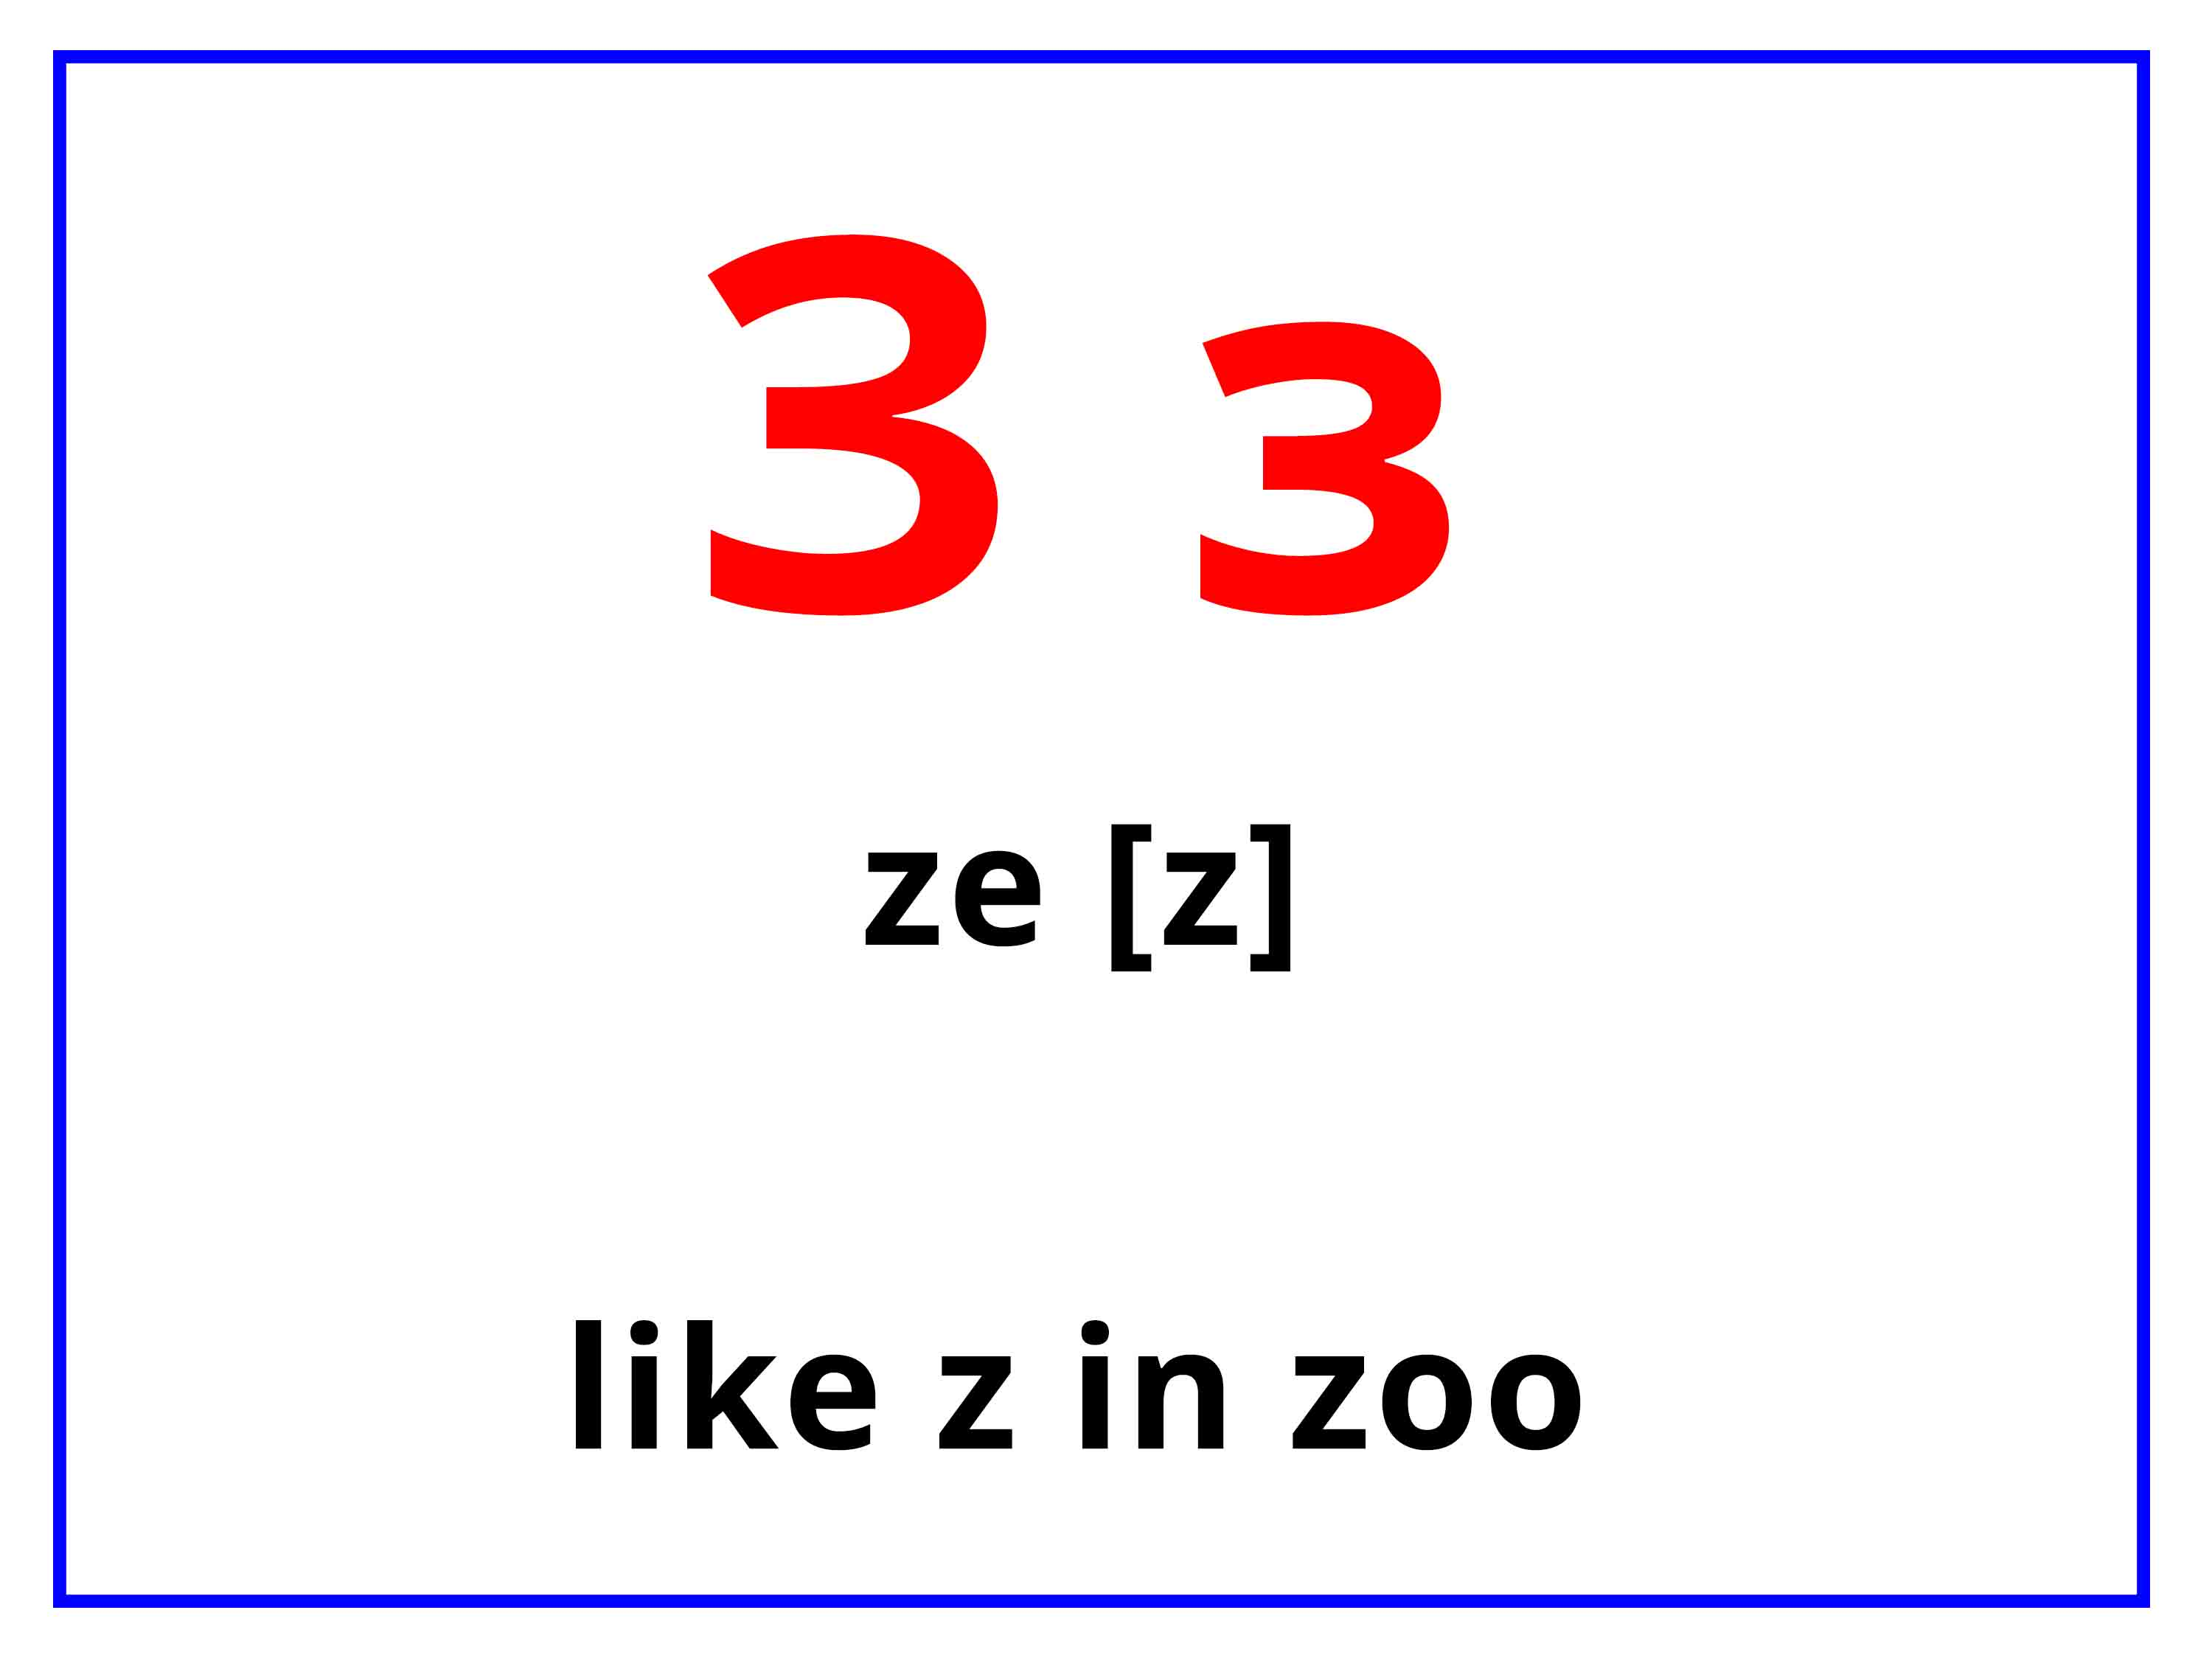 З з
ze [z]
like z in zoo